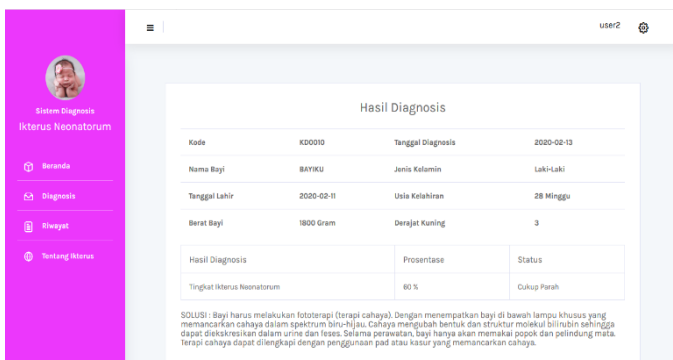 user2
Sistem Diagnosis
Ikterus Neonatorum
Beranda
Diagnosis
Riwayat
Tentang Ikterus
Hasil Diagnosis
Kode KD0010 Tanggal Diagnosis 2020-02-13
Nama Bayi BAYIKU Jenis Kelamin Laki-Laki
Tanggal Lahir 2020-02-11 Usia Kelahiran 28 Minggu
Berat Bayi 1800 Gram Derajat Kuning 3
Hasil Diagnosis Prosentase Status
Tingkat Ikterus Neonatorum 60 % Cukup Parah
SOLUSI : Bayi harus melakukan fototerapi (terapi cahaya). Dengan menempatkan bayi di bawah lampu khusus yang
memancarkan cahaya dalam spektrum biru-hijau. Cahaya mengubah bentuk dan struktur molekul bilirubin sehingga
dapat diekskresikan dalam urine dan feses. Selama perawatan, bayi hanya akan memakai popok dan pelindung mata.
Terapi cahaya dapat dilengkapi dengan penggunaan pad atau kasur yang memancarkan cahaya.